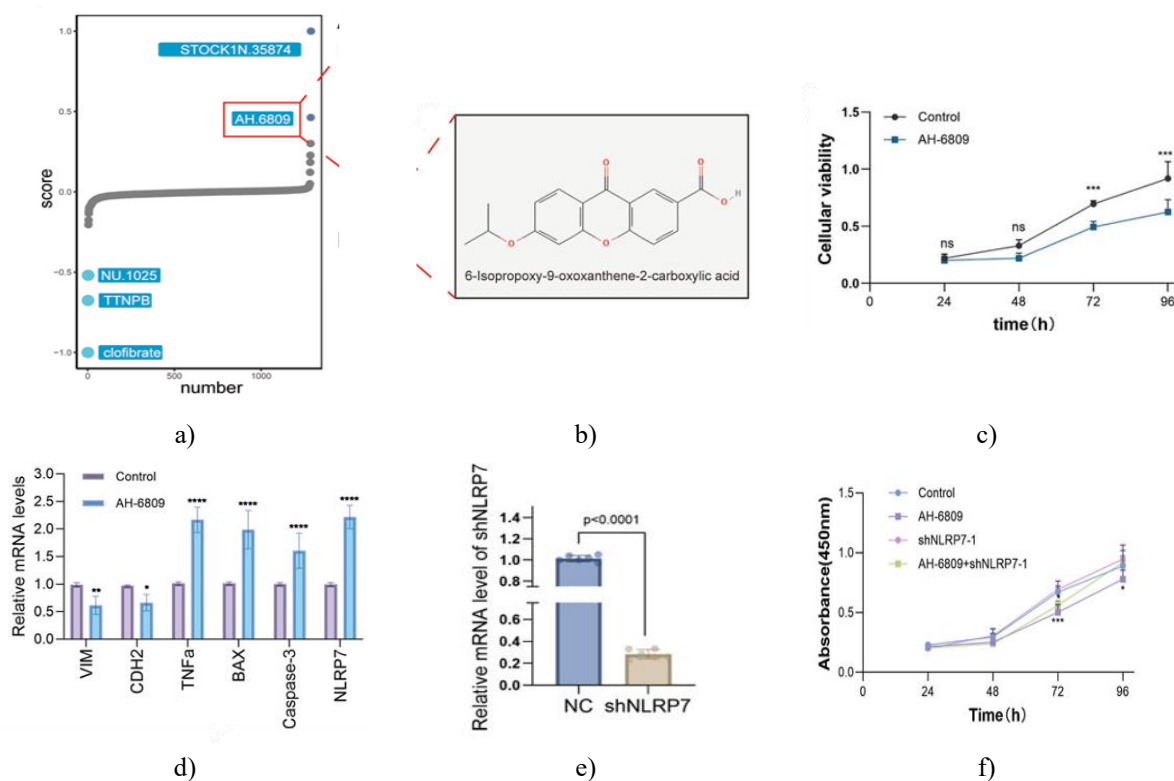 1.0
STOCK1N.35874
0.5
AH.6809
score
0.0
−0.5
NU.1025
TTNPB
−1.0
clofibrate
0
500
1000
number
a)
O
O
O
H
O
O
6-Isopropoxy-9-oxoxanthene-2-carboxylic acid
b)
Cellular viability
1.5
1.0
0.5
0.0
Control
AH-6809
ns
ns
***
***
0
24
48
72
96
time(h)
c)
Relative mRNA levels
3.0
2.5
2.0
1.5
1.0
0.5
0.0
Control
AH-6809
**
*
****
****
****
****
VIM
CDH2
TNFa
BAX
Caspase-3
NLRP7
d)
Relative mRNA level of shNLRP7
1.4
1.2
1.0
0.8
0.4
0.2
0.0
p<0.0001
NC
shNLRP7
e)
Absorbance(450nm)
1.5
1.0
0.5
0.0
Control
AH-6809
shNLRP7-1
AH-6809+shNLRP7-1
*
***
*
0
24
48
72
96
Time(h)
f)